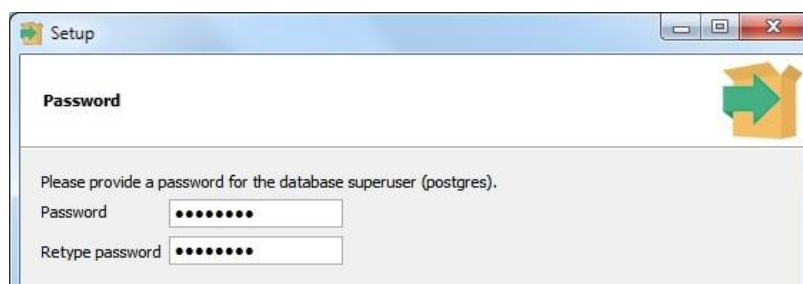 Setup
Password
Please provide a password for the database superuser (postgres).
Password ••••••••
Retype password ••••••••